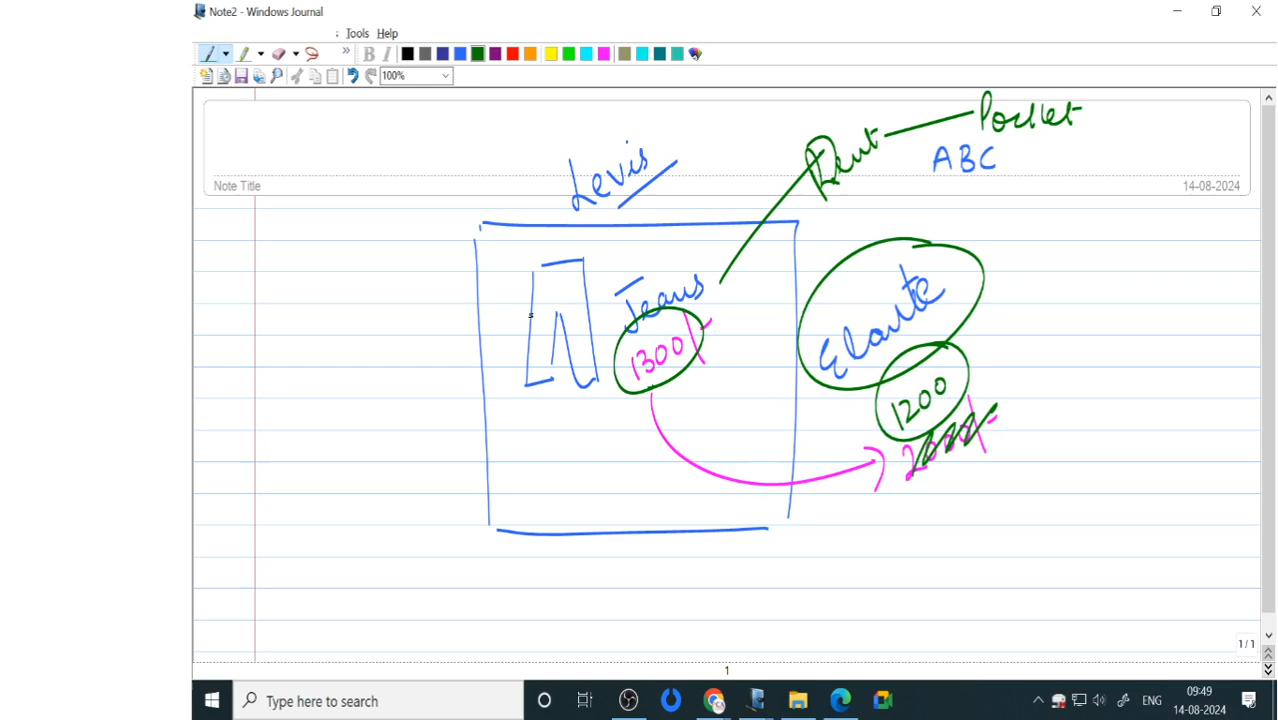 Note2 - Windows Journal
Tools Help
B I
100%
Pocket
Rent
ABC
Levis
Note Title
14-08-2024
Jeans
Elante
1300/-
1200
1/1
1
Type here to search
ENG
09:49
14-08-2024